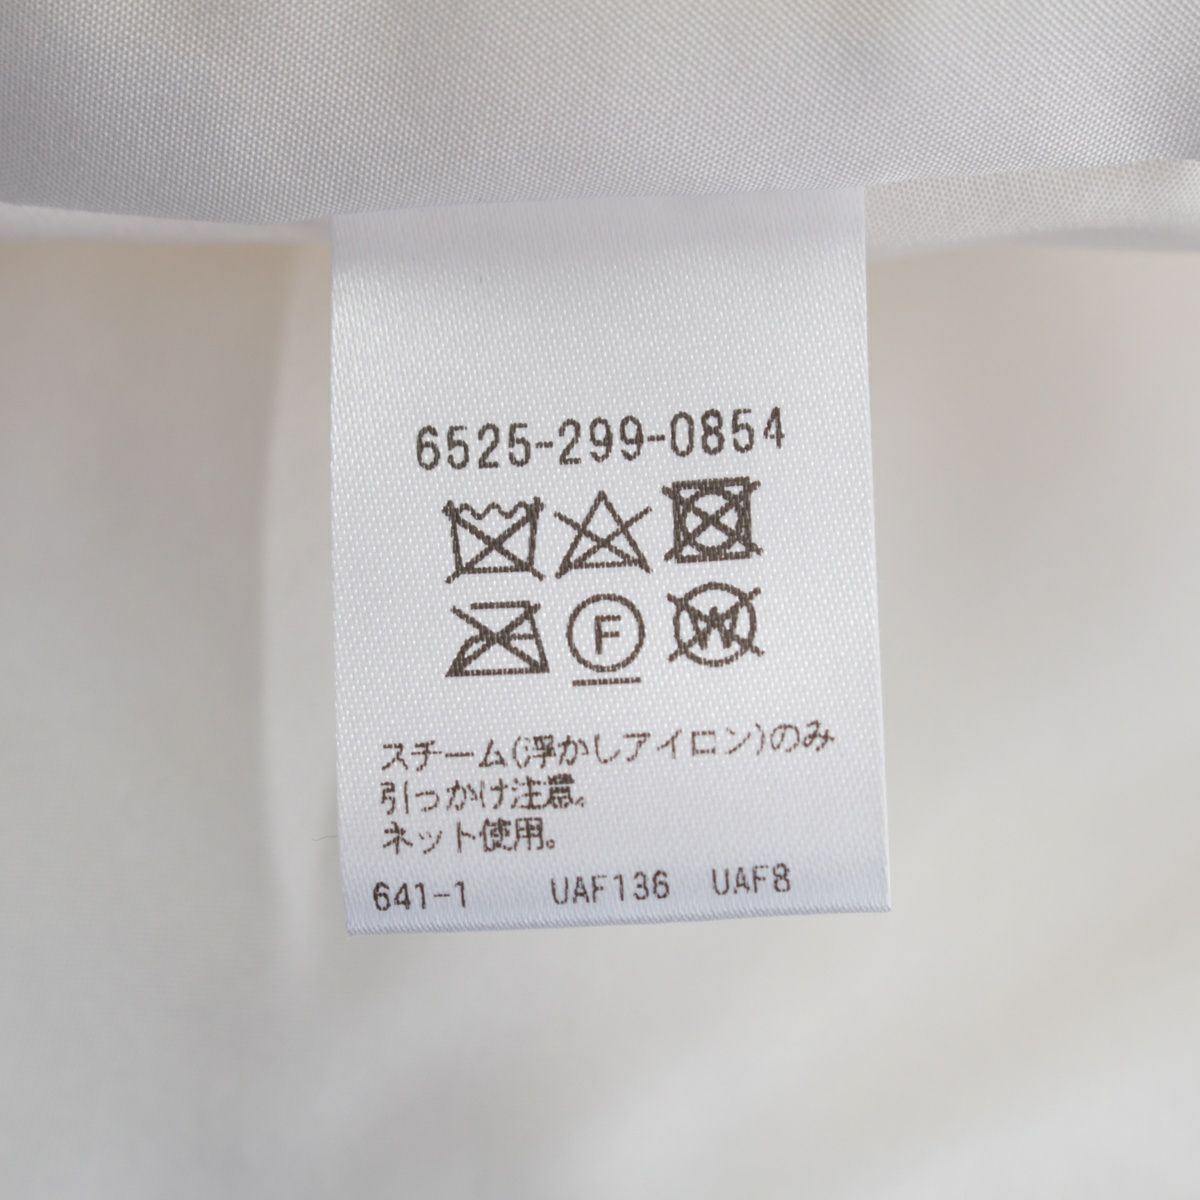 6525-299-0854
F
W
スチーム(浮かしアイロン)のみ
引っかけ注意。
ネット使用。
641-1 UAF136 UAF8